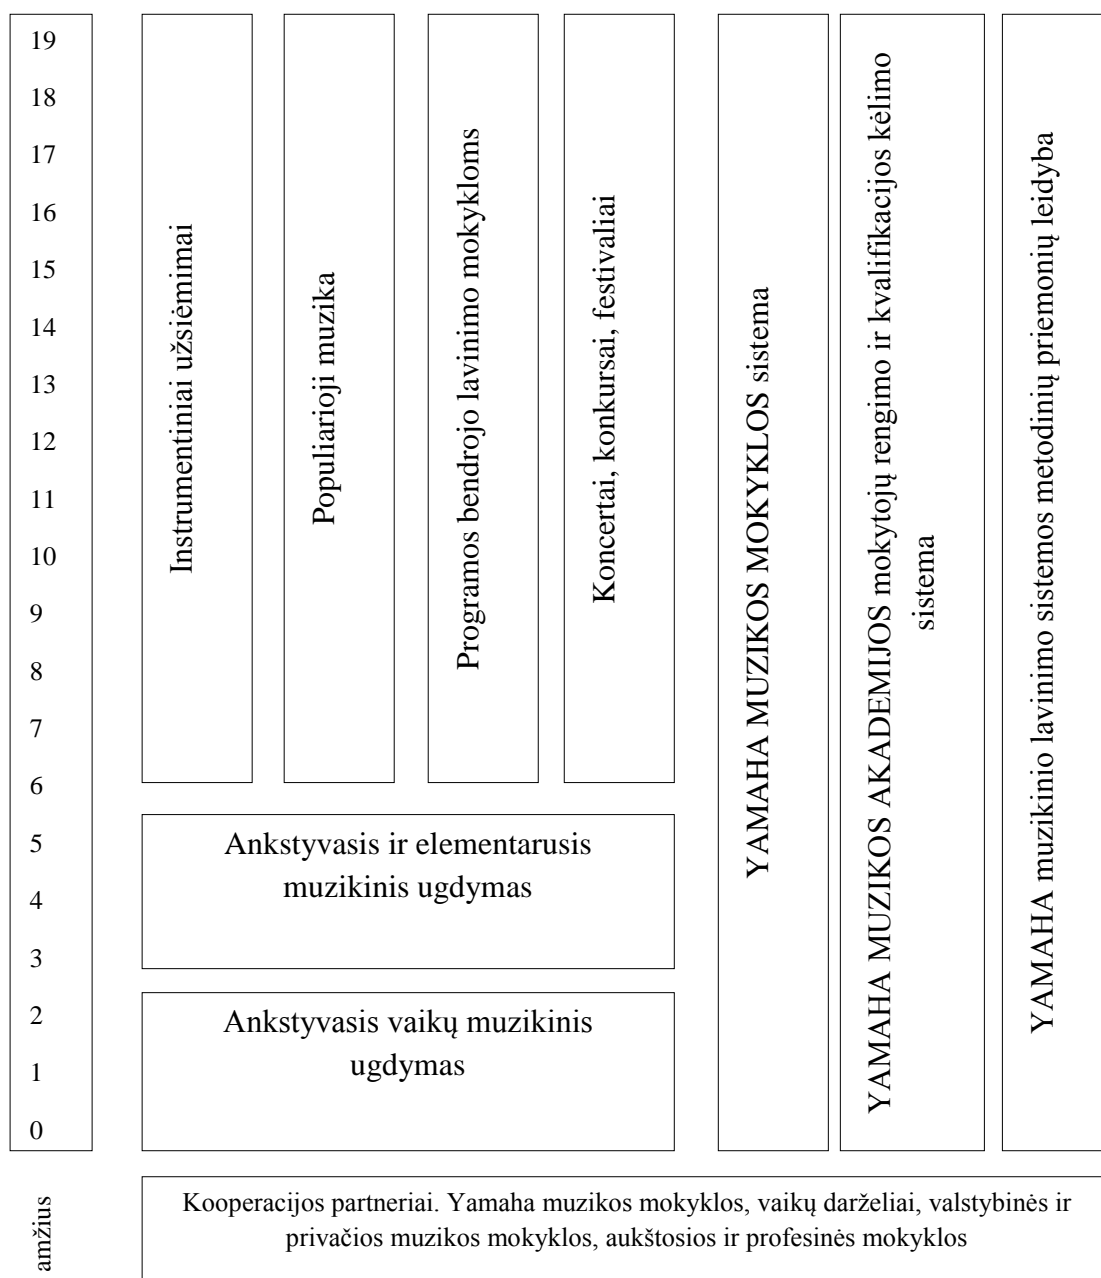 19
18
17
16
15
14
13
12
11
10
9
8
7
6
5
4
3
2
1
0
amžius
Instrumentiniai užsiėmimai
Populiarioji muzika
Programos bendrojo lavinimo mokykloms
Koncertai, konkursai, festivaliai
Ankstyvasis ir elementarusis
muzikinis ugdymas
Ankstyvasis vaikų muzikinis
ugdymas
YAMAHA MUZIKOS MOKYKLOS sistema
YAMAHA MUZIKOS AKADEMIJOS mokytojų rengimo ir kvalifikacijos kėlimo
sistema
YAMAHA muzikinio lavinimo sistemos metodinių priemonių leidyba
Kooperacijos partneriai. Yamaha muzikos mokyklos, vaikų darželiai, valstybinės ir
privačios muzikos mokyklos, aukštosios ir profesinės mokyklos